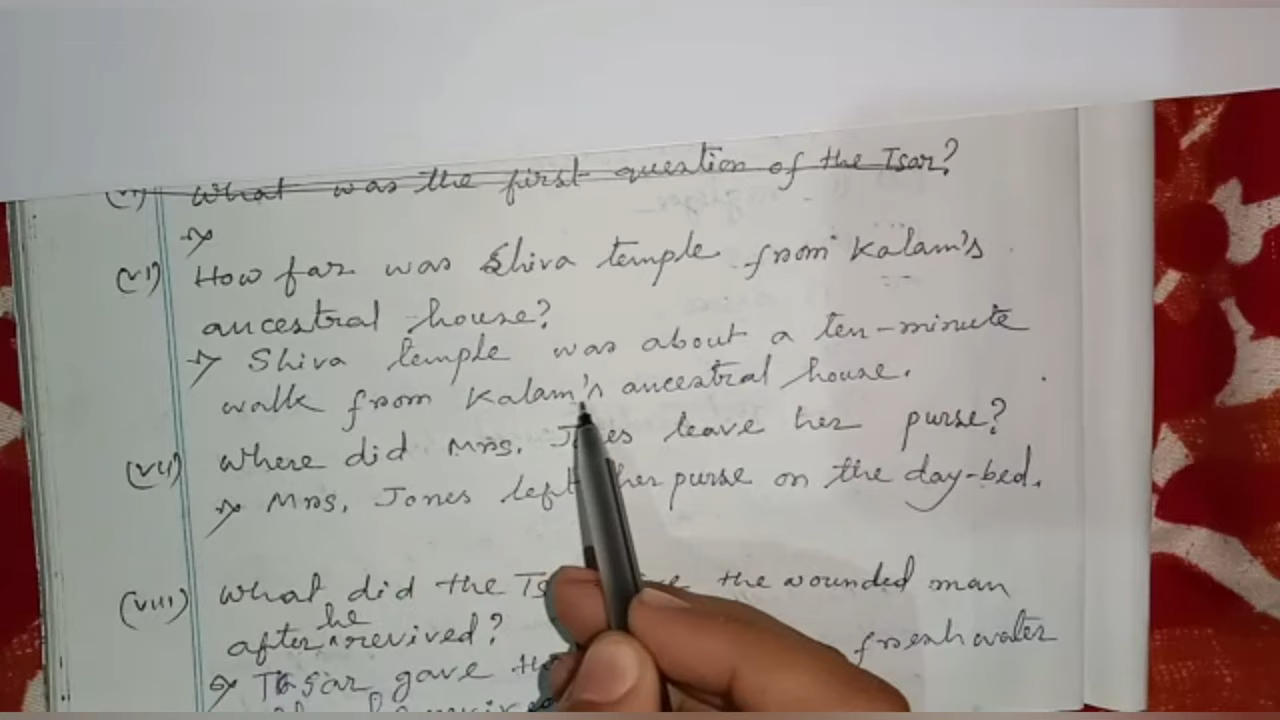 What was the first question of the Tsar?
(vi) How far was Shiva temple from Kalam's
ancestral house?
→ Shiva temple was about a ten-minute
walk from Kalam's ancestral house.
(vii) Where did Mrs. Jones leave her purse?
→ Mrs. Jones left her purse on the day-bed.
(viii) What did the the wounded man
after he revived?
→ Tsar gave fresh water